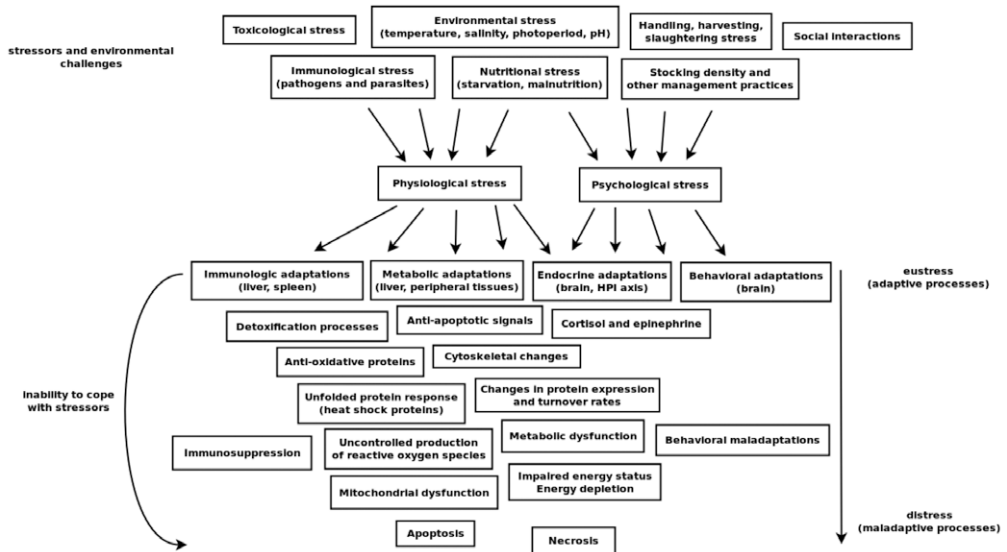 Toxicological stress
Environmental stress
(temperature, salinity, photoperiod, pH)
Handling, harvesting,
slaughtering stress
Social interactions
stressors and environmental
challenges
Immunological stress
(pathogens and parasites)
Nutritional stress
(starvation, malnutrition)
Stocking density and
other management practices
Physiological stress
Psychological stress
Immunologic adaptations
(liver, spleen)
Metabolic adaptations
(liver, peripheral tissues)
Endocrine adaptations
(brain, HPI axis)
Behavioral adaptations
(brain)
eustress
(adaptive processes)
Detoxification processes
Anti-apoptotic signals
Cortisol and epinephrine
Anti-oxidative proteins
Cytoskeletal changes
inability to cope
with stressors
Unfolded protein response
(heat shock proteins)
Changes in protein expression
and turnover rates
Immunosuppression
Uncontrolled production
of reactive oxygen species
Metabolic dysfunction
Behavioral maladaptations
Mitochondrial dysfunction
Impaired energy status
Energy depletion
distress
(maladaptive processes)
Apoptosis
Necrosis